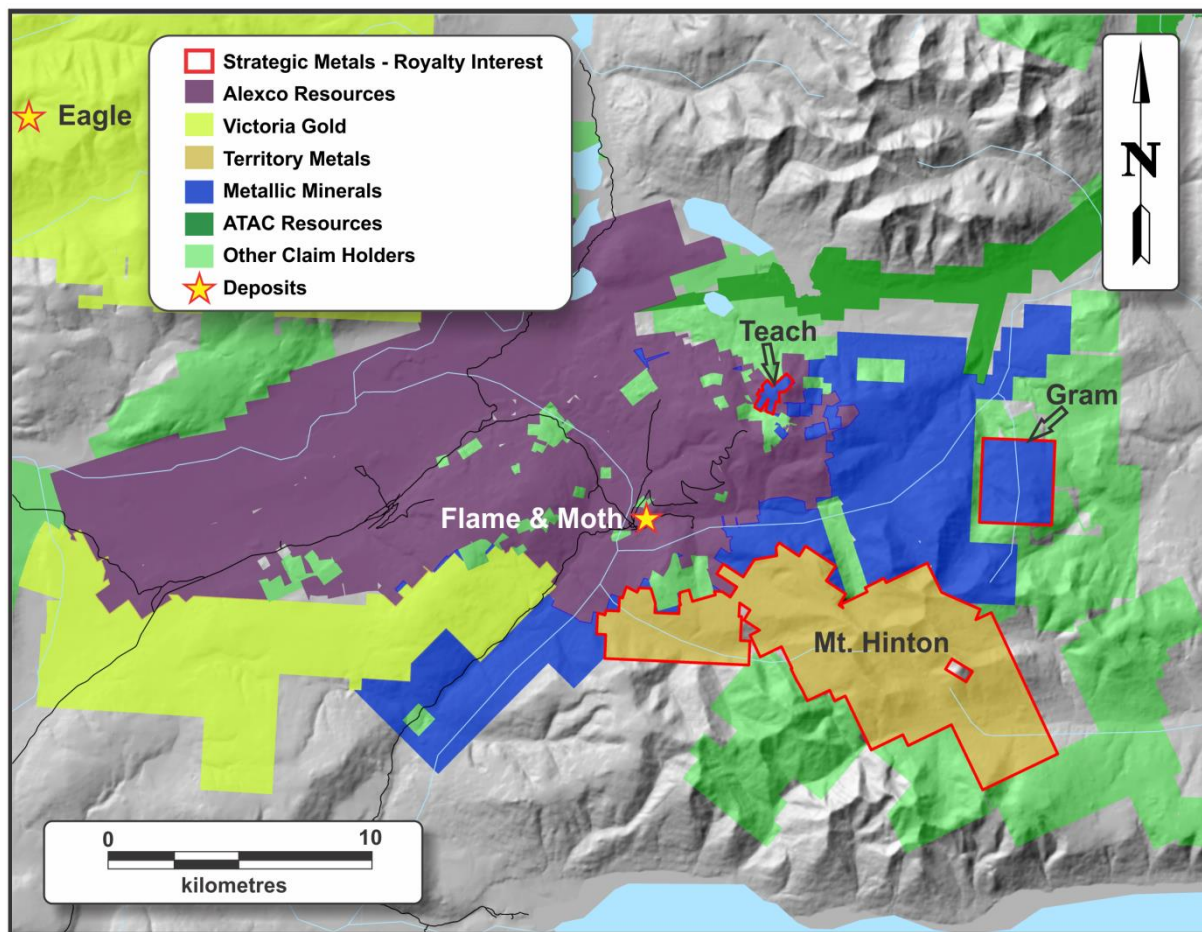 Strategic Metals - Royalty Interest
Alexco Resources
Victoria Gold
Territory Metals
Metallic Minerals
ATAC Resources
Other Claim Holders
Deposits
Eagle
N
Teach
Gram
Flame & Moth
Mt. Hinton
0 10
kilometres